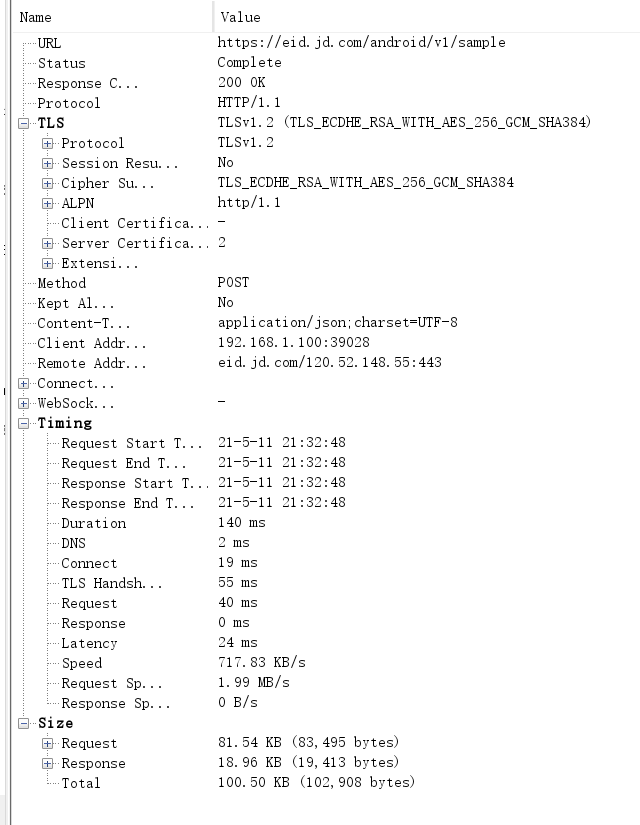 Name Value
URL https://eid.jd.com/android/v1/sample
Status Complete
Response C... 200 OK
Protocol HTTP/1.1
TLS TLSv1.2 (TLS_ECDHE_RSA_WITH_AES_256_GCM_SHA384)
Protocol TLSv1.2
Session Resu... No
Cipher Su... TLS_ECDHE_RSA_WITH_AES_256_GCM_SHA384
ALPN http/1.1
Client Certifica... -
Server Certifica... 2
Extensi...
Method POST
Kept Al... No
Content-T... application/json;charset=UTF-8
Client Addr... 192.168.1.100:39028
Remote Addr... eid.jd.com/120.52.148.55:443
Connect...
WebSock... -
Timing
Request Start T... 21-5-11 21:32:48
Request End T... 21-5-11 21:32:48
Response Start T... 21-5-11 21:32:48
Response End T... 21-5-11 21:32:48
Duration 140 ms
DNS 2 ms
Connect 19 ms
TLS Handsh... 55 ms
Request 40 ms
Response 0 ms
Latency 24 ms
Speed 717.83 KB/s
Request Sp... 1.99 MB/s
Response Sp... 0 B/s
Size
Request 81.54 KB (83,495 bytes)
Response 18.96 KB (19,413 bytes)
Total 100.50 KB (102,908 bytes)